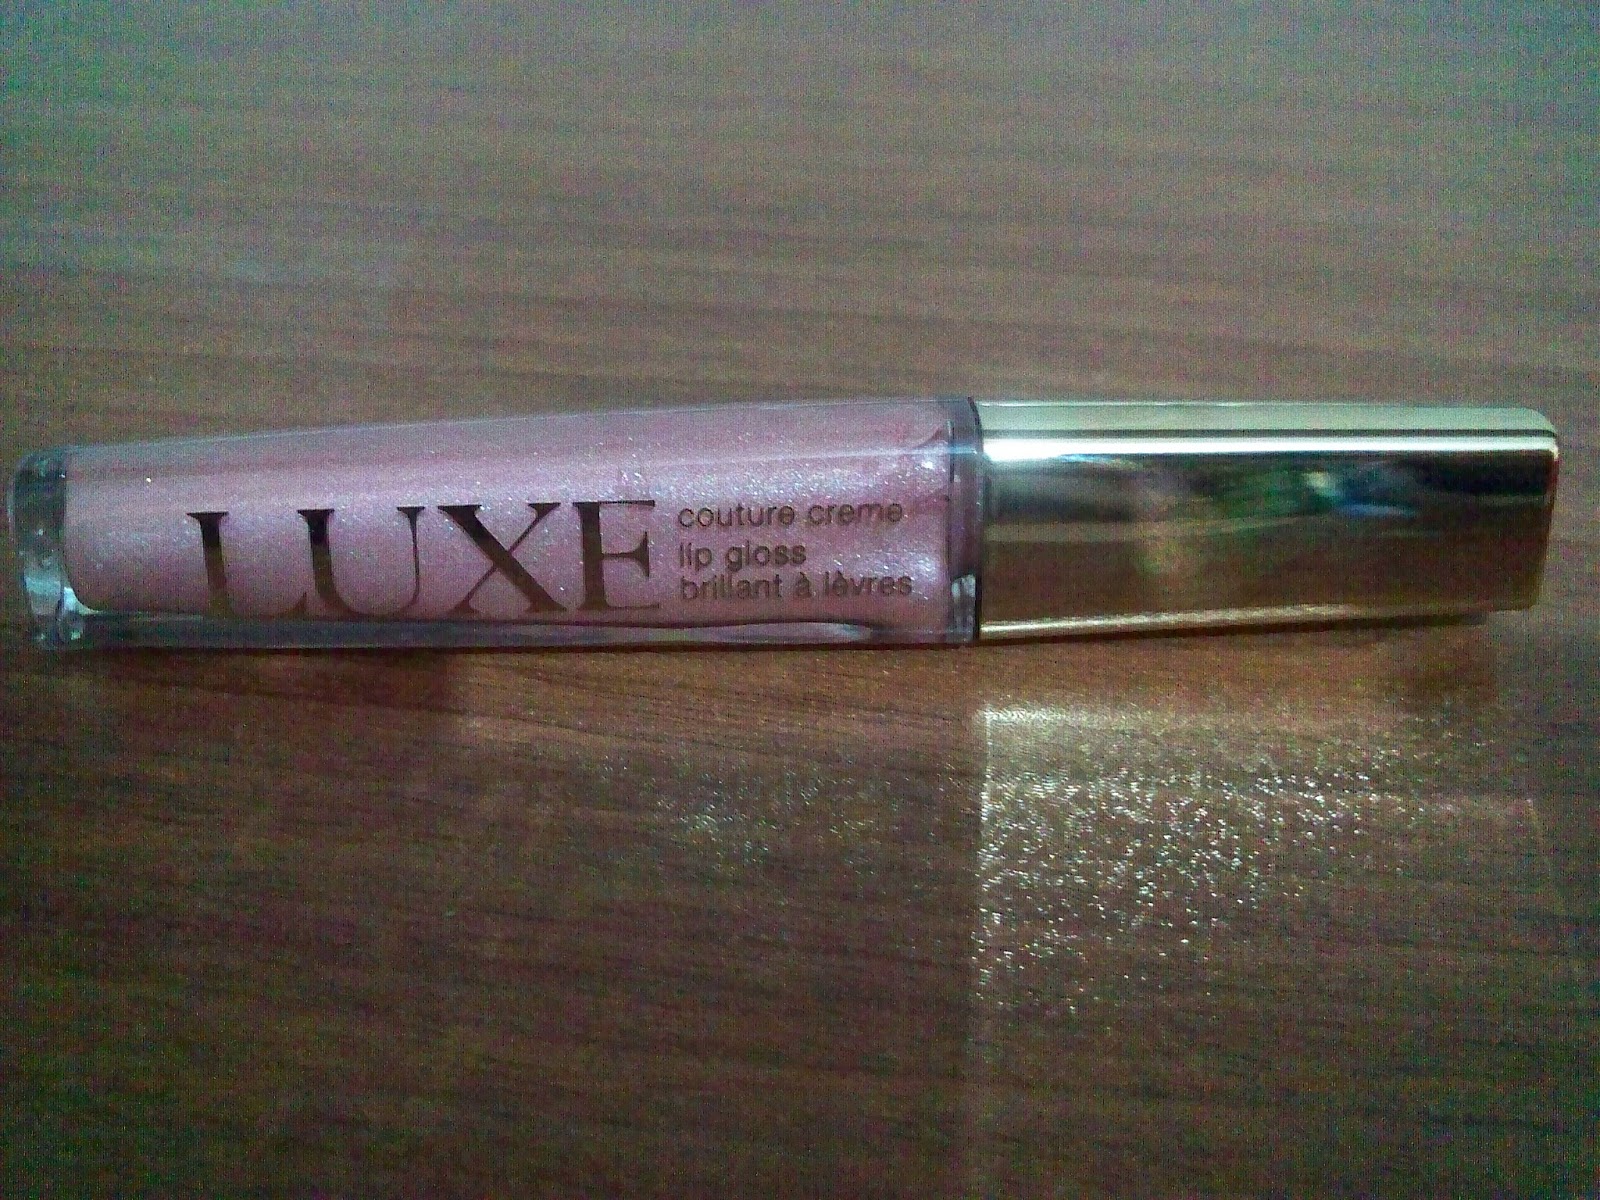 LUXE
couture creme
lip gloss
brillant à lèvres